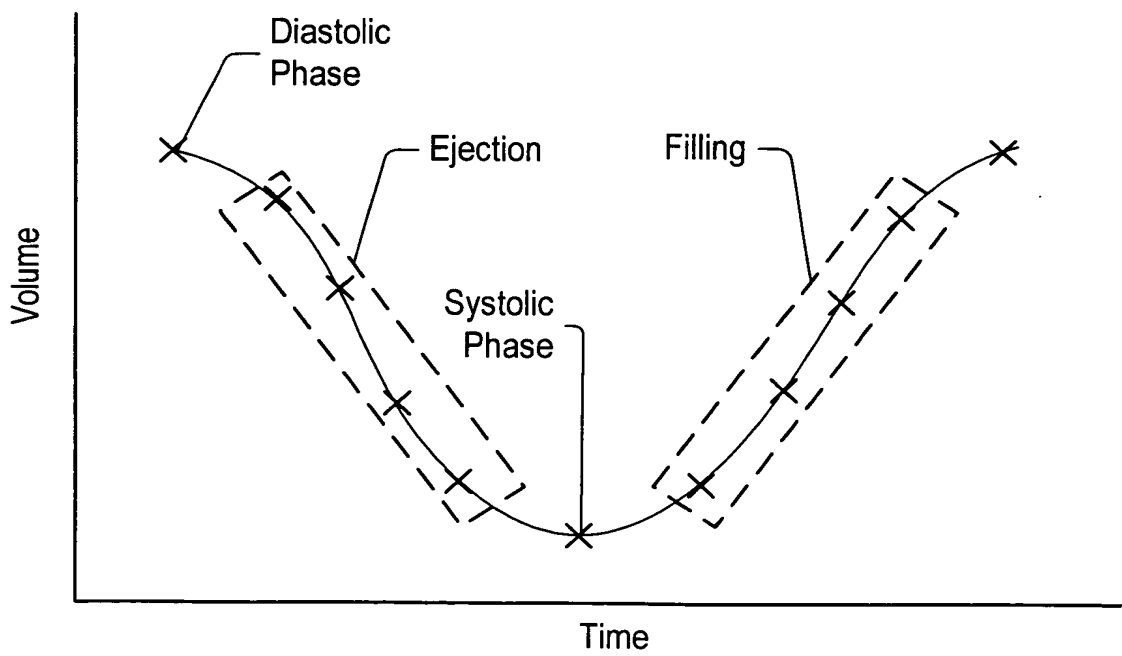 Diastolic
Phase
Ejection
Filling
Systolic
Phase
Volume
Time